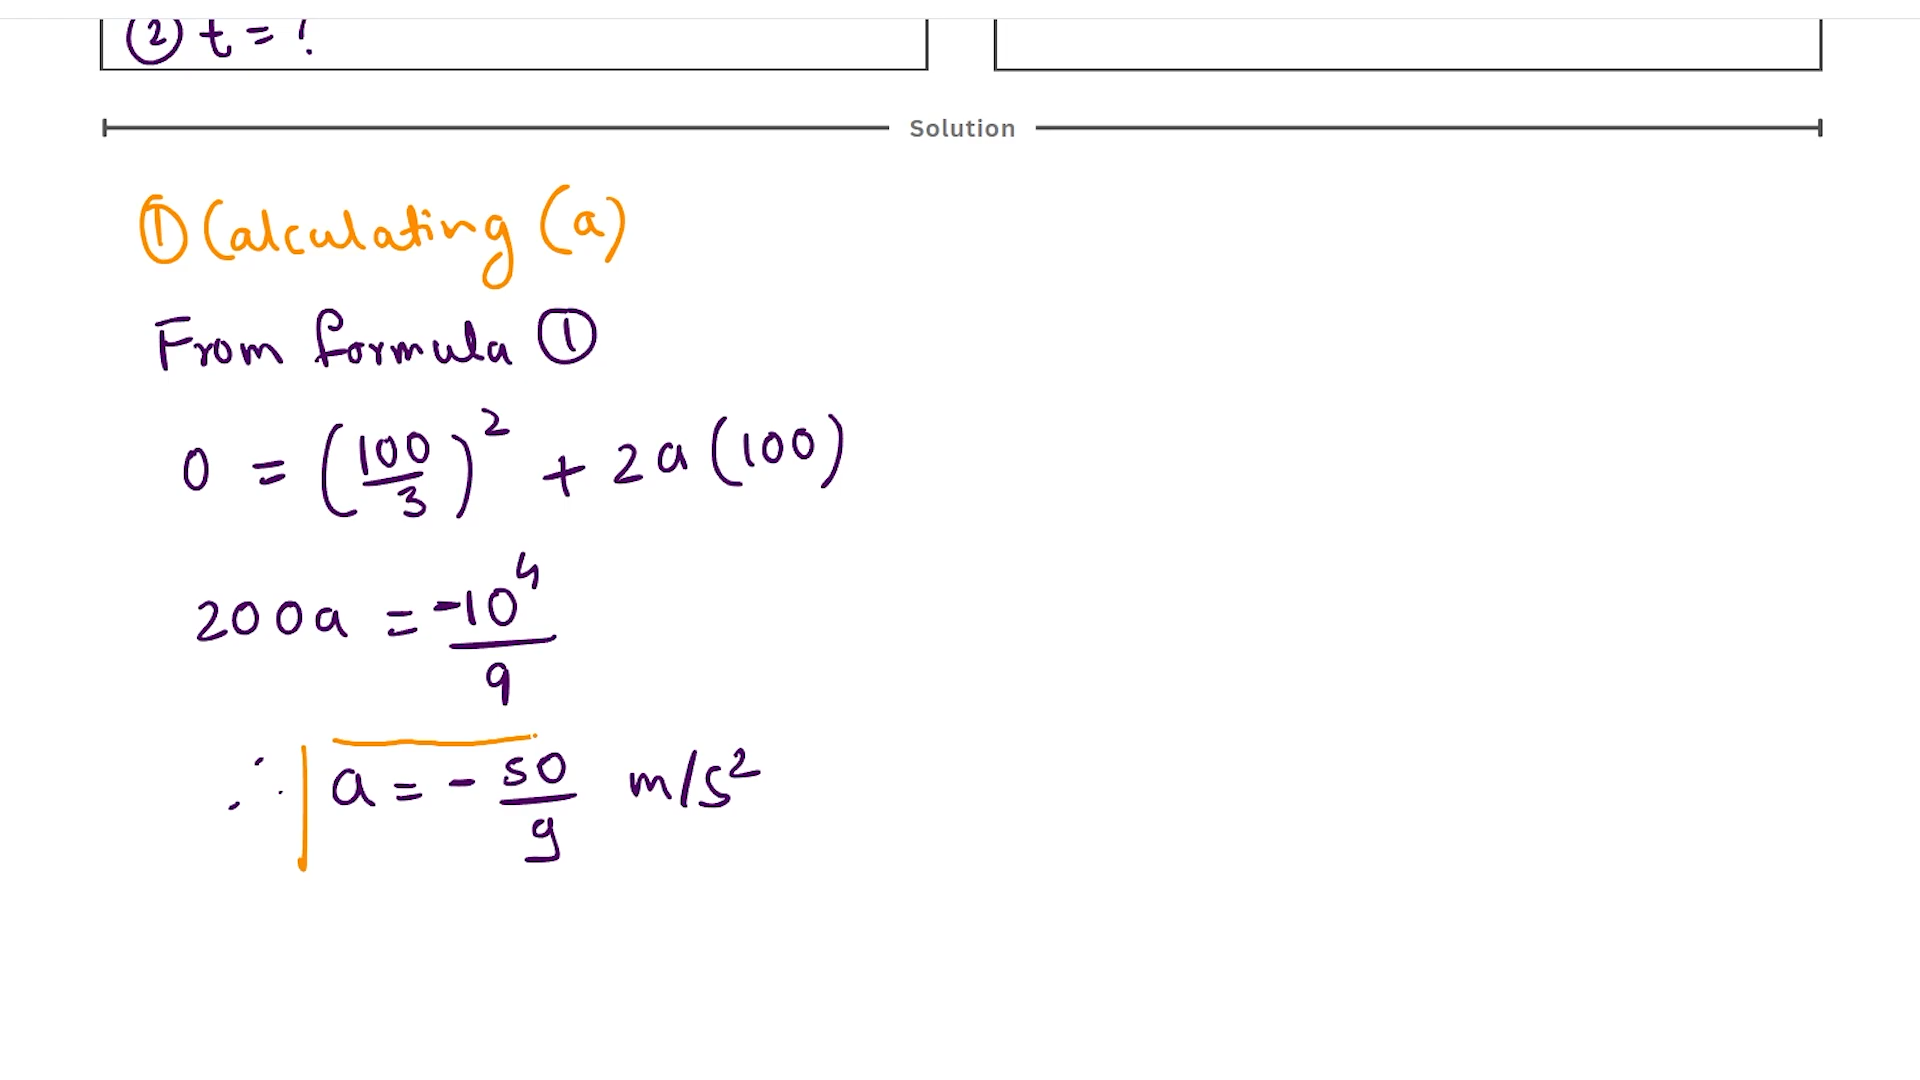 ② t = ?
Solution
① Calculating (a)
From formula ①
0 = (100/3)² + 2a(100)
200a = -10⁴/9
∴ a = - 50/9 m/s²